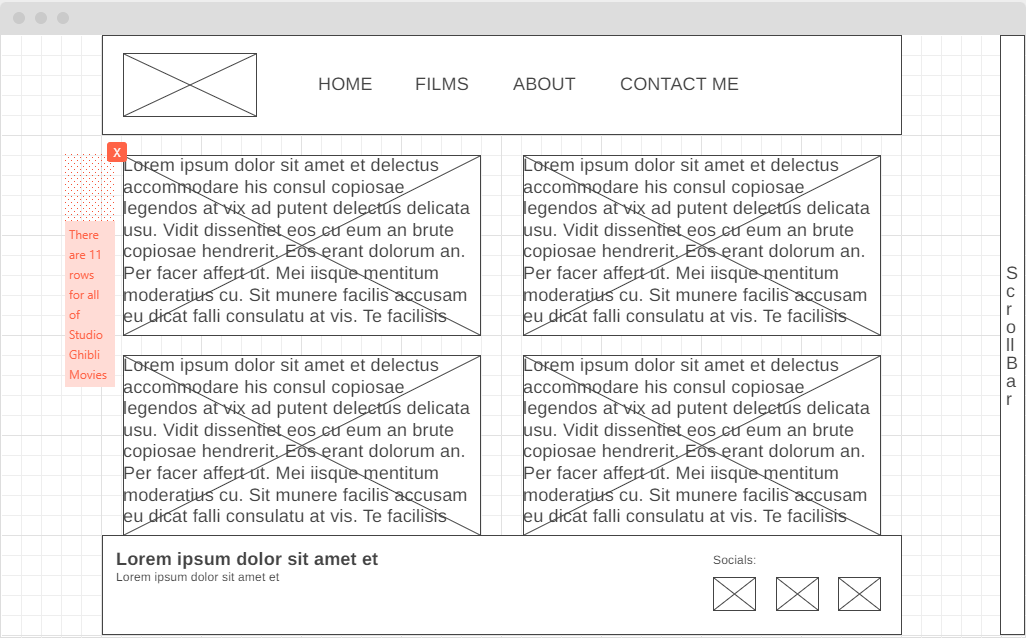 HOME FILMS ABOUT CONTACT ME
X
There
are 11
rows
for all
of
Studio
Ghibli
Movies
Lorem ipsum dolor sit amet et delectus
accommodare his consul copiosae
legendos at vix ad putent delectus delicata
usu. Vidit dissentiet eos cu eum an brute
copiosae hendrerit. Eos erant dolorum an.
Per facer affert ut. Mei iisque mentitum
moderatius cu. Sit munere facilis accusam
eu dicat falli consulatu at vis. Te facilisis
Lorem ipsum dolor sit amet et delectus
accommodare his consul copiosae
legendos at vix ad putent delectus delicata
usu. Vidit dissentiet eos cu eum an brute
copiosae hendrerit. Eos erant dolorum an.
Per facer affert ut. Mei iisque mentitum
moderatius cu. Sit munere facilis accusam
eu dicat falli consulatu at vis. Te facilisis
Lorem ipsum dolor sit amet et delectus
accommodare his consul copiosae
legendos at vix ad putent delectus delicata
usu. Vidit dissentiet eos cu eum an brute
copiosae hendrerit. Eos erant dolorum an.
Per facer affert ut. Mei iisque mentitum
moderatius cu. Sit munere facilis accusam
eu dicat falli consulatu at vis. Te facilisis
Lorem ipsum dolor sit amet et delectus
accommodare his consul copiosae
legendos at vix ad putent delectus delicata
usu. Vidit dissentiet eos cu eum an brute
copiosae hendrerit. Eos erant dolorum an.
Per facer affert ut. Mei iisque mentitum
moderatius cu. Sit munere facilis accusam
eu dicat falli consulatu at vis. Te facilisis
S
c
r
o
ll
B
a
r
Lorem ipsum dolor sit amet et
Lorem ipsum dolor sit amet et
Socials: